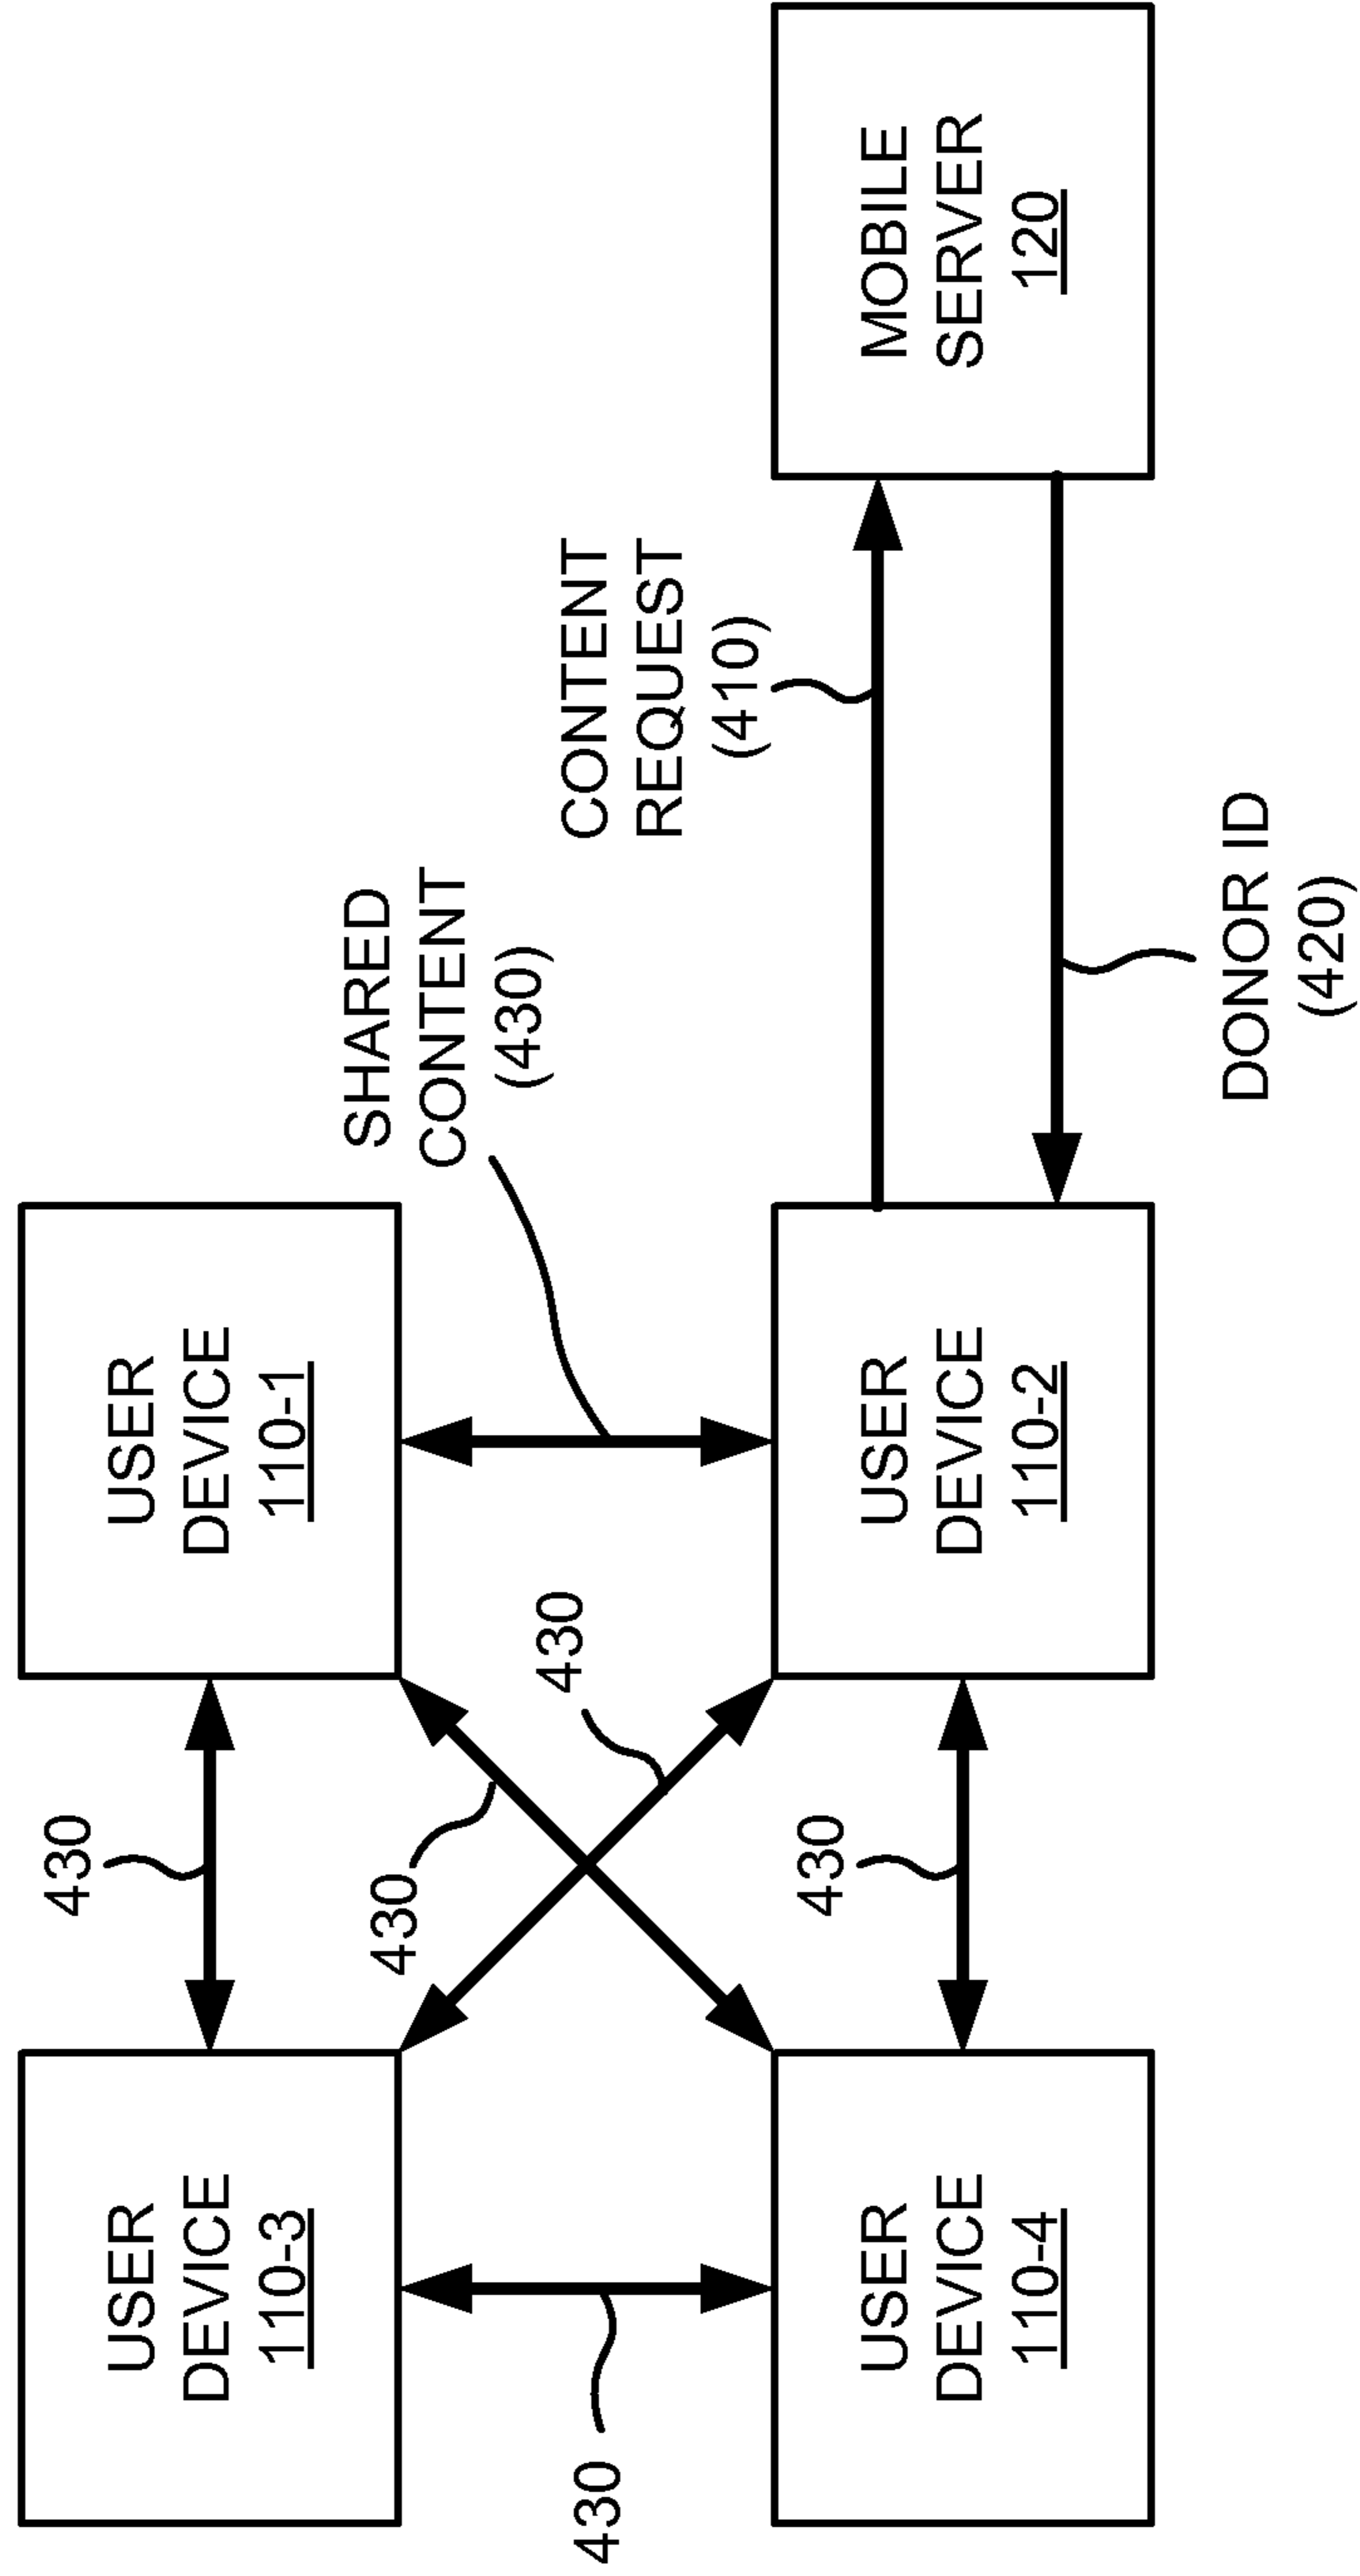 430
USER
DEVICE
110-3
USER
DEVICE
110-1
SHARED
CONTENT
(430)
430
430
430
CONTENT
REQUEST
(410)
430
USER
DEVICE
110-4
USER
DEVICE
110-2
MOBILE
SERVER
120
DONOR ID
(420)